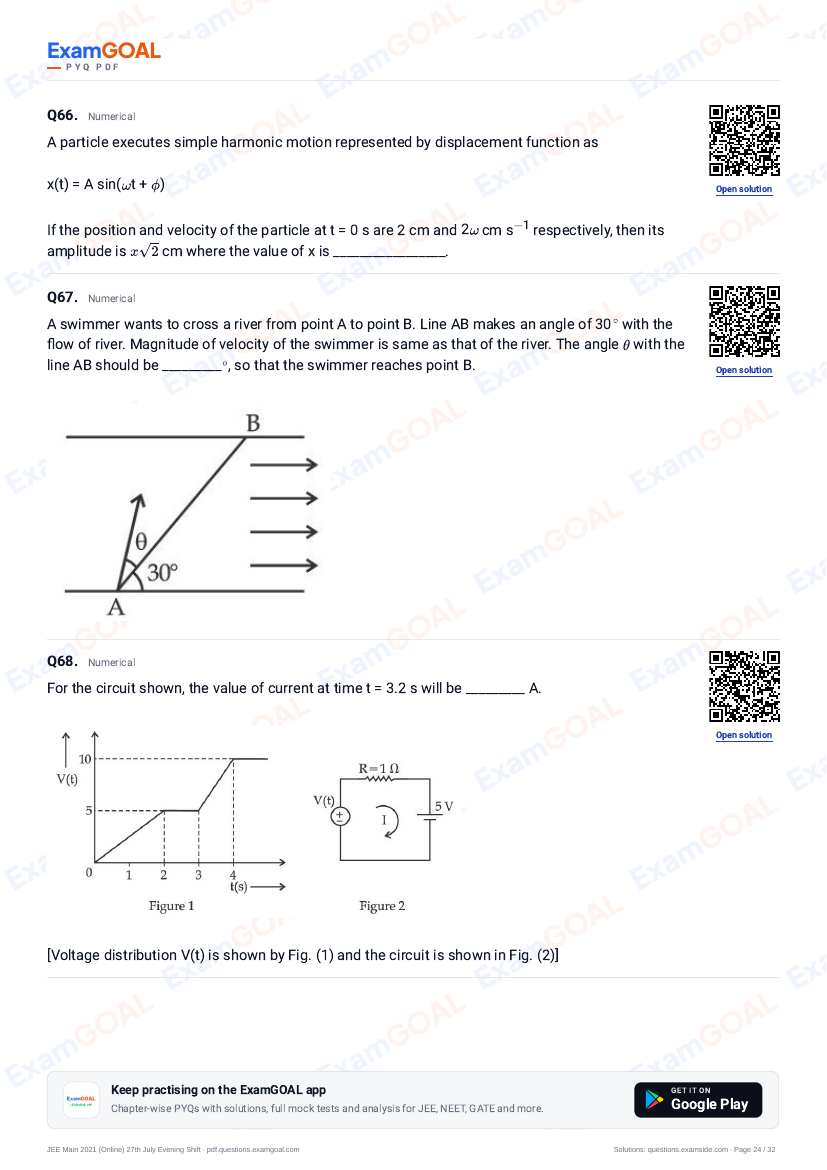 ExamGOAL
PYQ PDF
Q66. Numerical
A particle executes simple harmonic motion represented by displacement function as
x(t) = A sin(ωt + ϕ)
If the position and velocity of the particle at t = 0 s are 2 cm and 2ω cm s⁻¹ respectively, then its
amplitude is x√2 cm where the value of x is _________________.
Open solution
Q67. Numerical
A swimmer wants to cross a river from point A to point B. Line AB makes an angle of 30° with the
flow of river. Magnitude of velocity of the swimmer is same as that of the river. The angle θ with the
line AB should be _________°, so that the swimmer reaches point B.
Open solution
B
θ
30°
A
Q68. Numerical
For the circuit shown, the value of current at time t = 3.2 s will be _________ A.
Open solution
10
V(t)
5
0 1 2 3 4
t(s)
Figure 1
R=1 Ω
V(t)
+
−
I
5 V
Figure 2
[Voltage distribution V(t) is shown by Fig. (1) and the circuit is shown in Fig. (2)]
Keep practising on the ExamGOAL app
Chapter-wise PYQs with solutions, full mock tests and analysis for JEE, NEET, GATE and more.
GET IT ON
Google Play
JEE Main 2021 (Online) 27th July Evening Shift · pdf.questions.examgoal.com
Solutions: questions.examside.com · Page 24 / 32